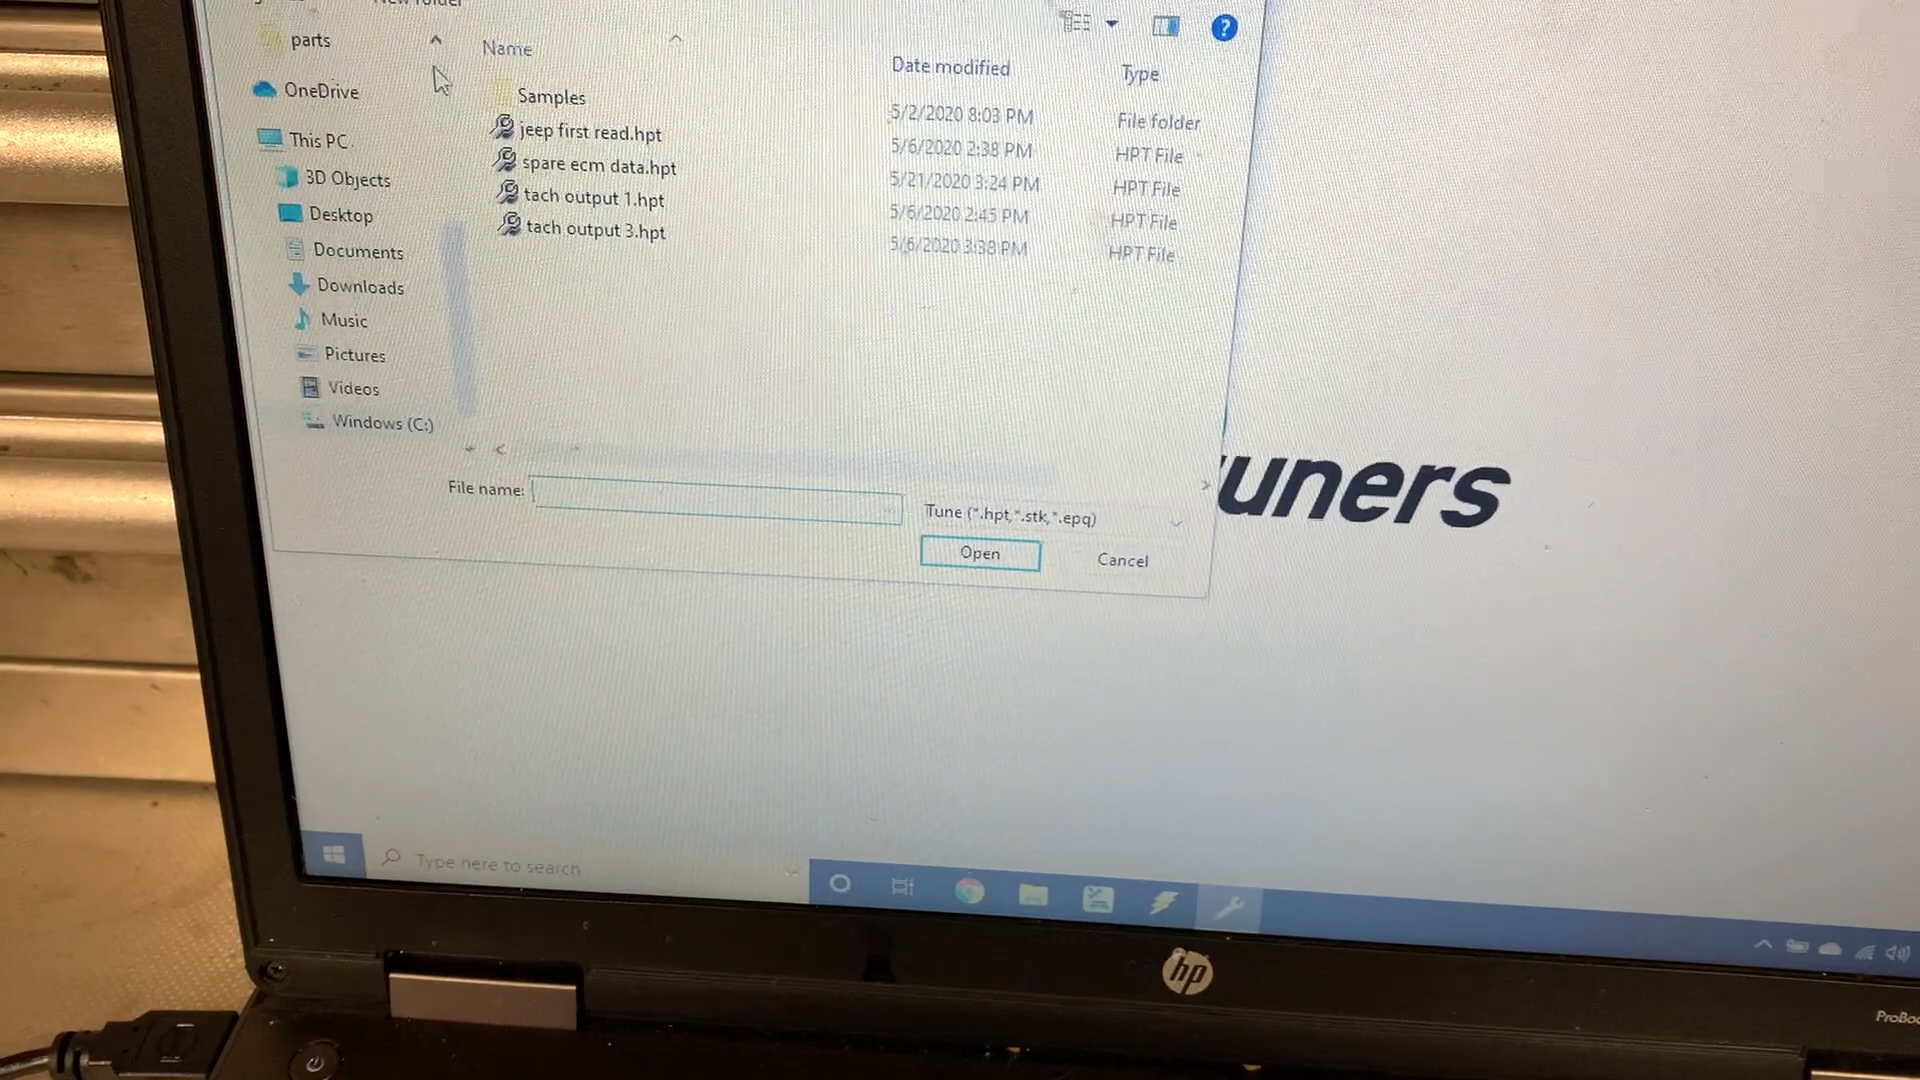 New folder
parts
OneDrive
This PC
3D Objects
Desktop
Documents
Downloads
Music
Pictures
Videos
Windows (C:)
Name Date modified Type
Samples 5/2/2020 8:03 PM File folder
jeep first read.hpt 5/6/2020 2:38 PM HPT File
spare ecm data.hpt 5/21/2020 3:24 PM HPT File
tach output 1.hpt 5/6/2020 2:45 PM HPT File
tach output 3.hpt 5/6/2020 3:38 PM HPT File
File name: Tune (*.hpt,*.stk,*.epq)
Open Cancel
tuners
Type here to search
hp
ProBoo